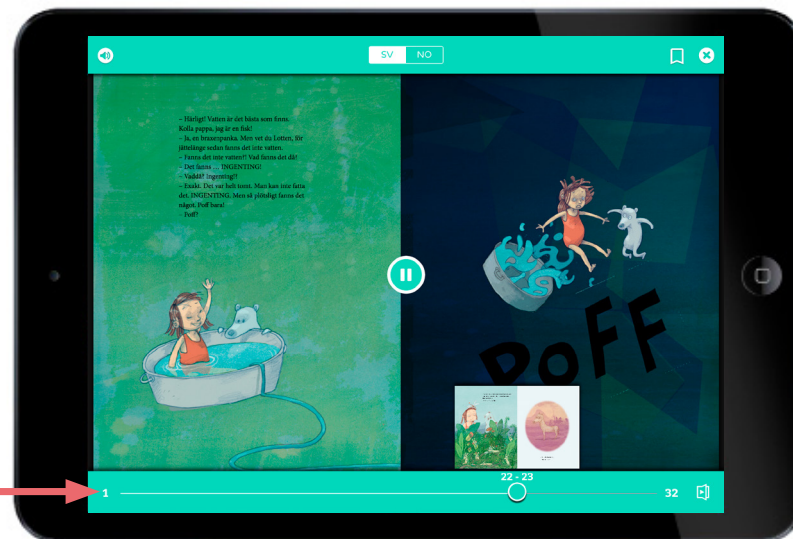 SV NO
– Härligt! Vatten är det bästa som finns.
Kolla pappa, jag är en fisk!
– Ja, en braxenpanka. Men vet du Lotten, för
jättelänge sedan fanns det inte vatten.
– Fanns det inte vatten!! Vad fanns det då?
– Det fanns … INGENTING!
– Vaddå? Ingenting?!
– Exakt. Det var helt tomt. Man kan inte fatta
det. INGENTING. Men så plötsligt fanns det
något. Poff bara!
– Poff?
POFF
22 - 23
1 32